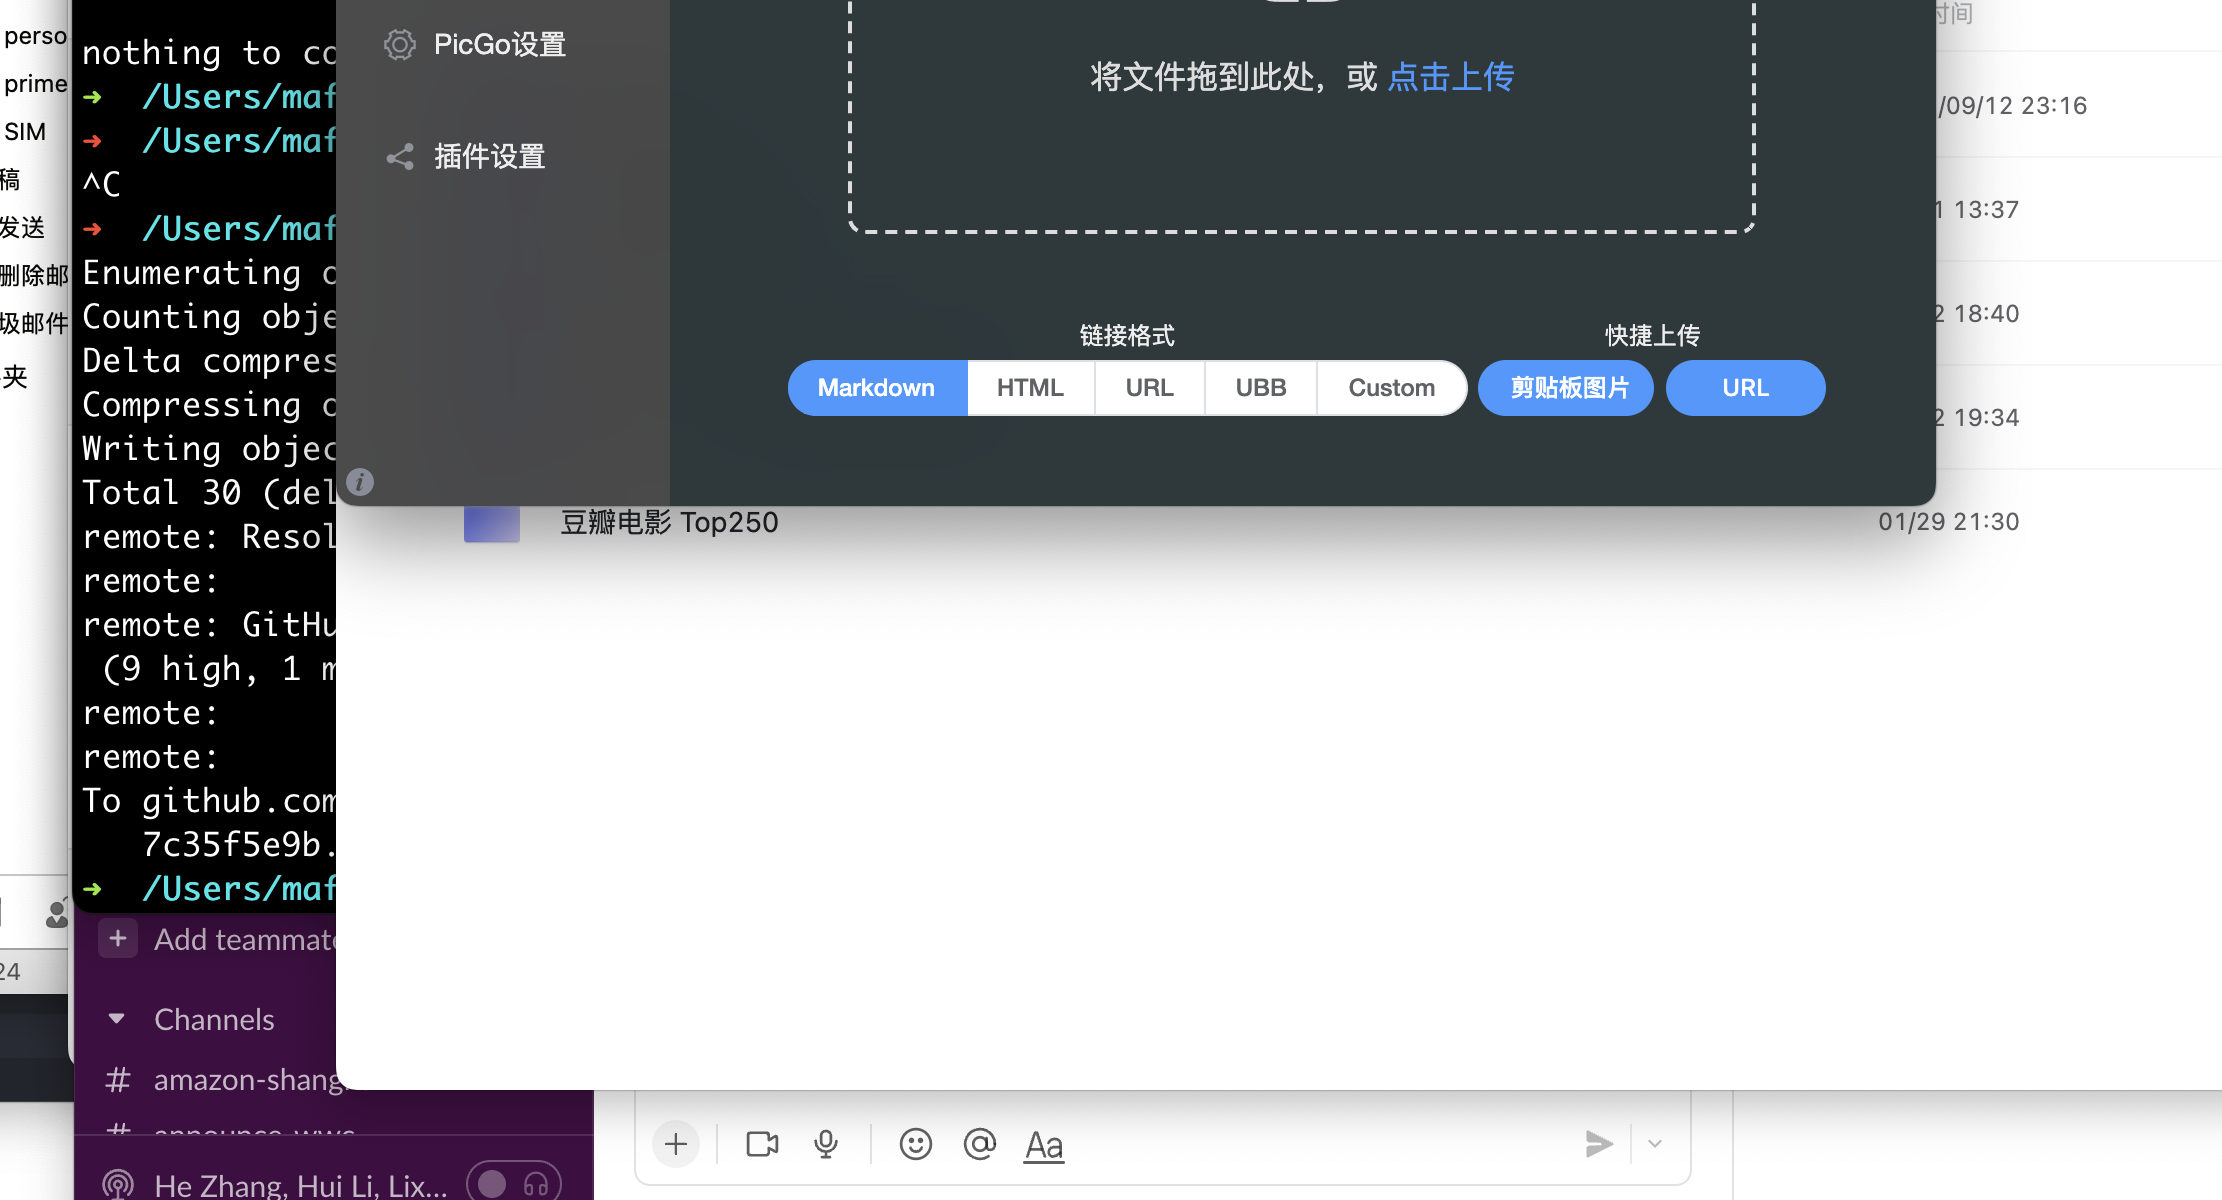 perso
prime
SIM
稿
发送
删除邮
圾邮件
夹
24
nothing to co
➜ /Users/maf
➜ /Users/maf
^C
➜ /Users/maf
Enumerating o
Counting obje
Delta compres
Compressing o
Writing objec
Total 30 (del
remote: Resol
remote:
remote: GitHu
(9 high, 1 m
remote:
remote:
To github.com
7c35f5e9b.
➜ /Users/maf
PicGo设置
插件设置
将文件拖到此处，或 点击上传
链接格式
快捷上传
Markdown HTML URL UBB Custom 剪贴板图片 URL
时间
/09/12 23:16
1 13:37
2 18:40
2 19:34
豆瓣电影 Top250
01/29 21:30
Add teammate
Channels
# amazon-shang
# announce-wwc
He Zhang, Hui Li, Lix...
Aa